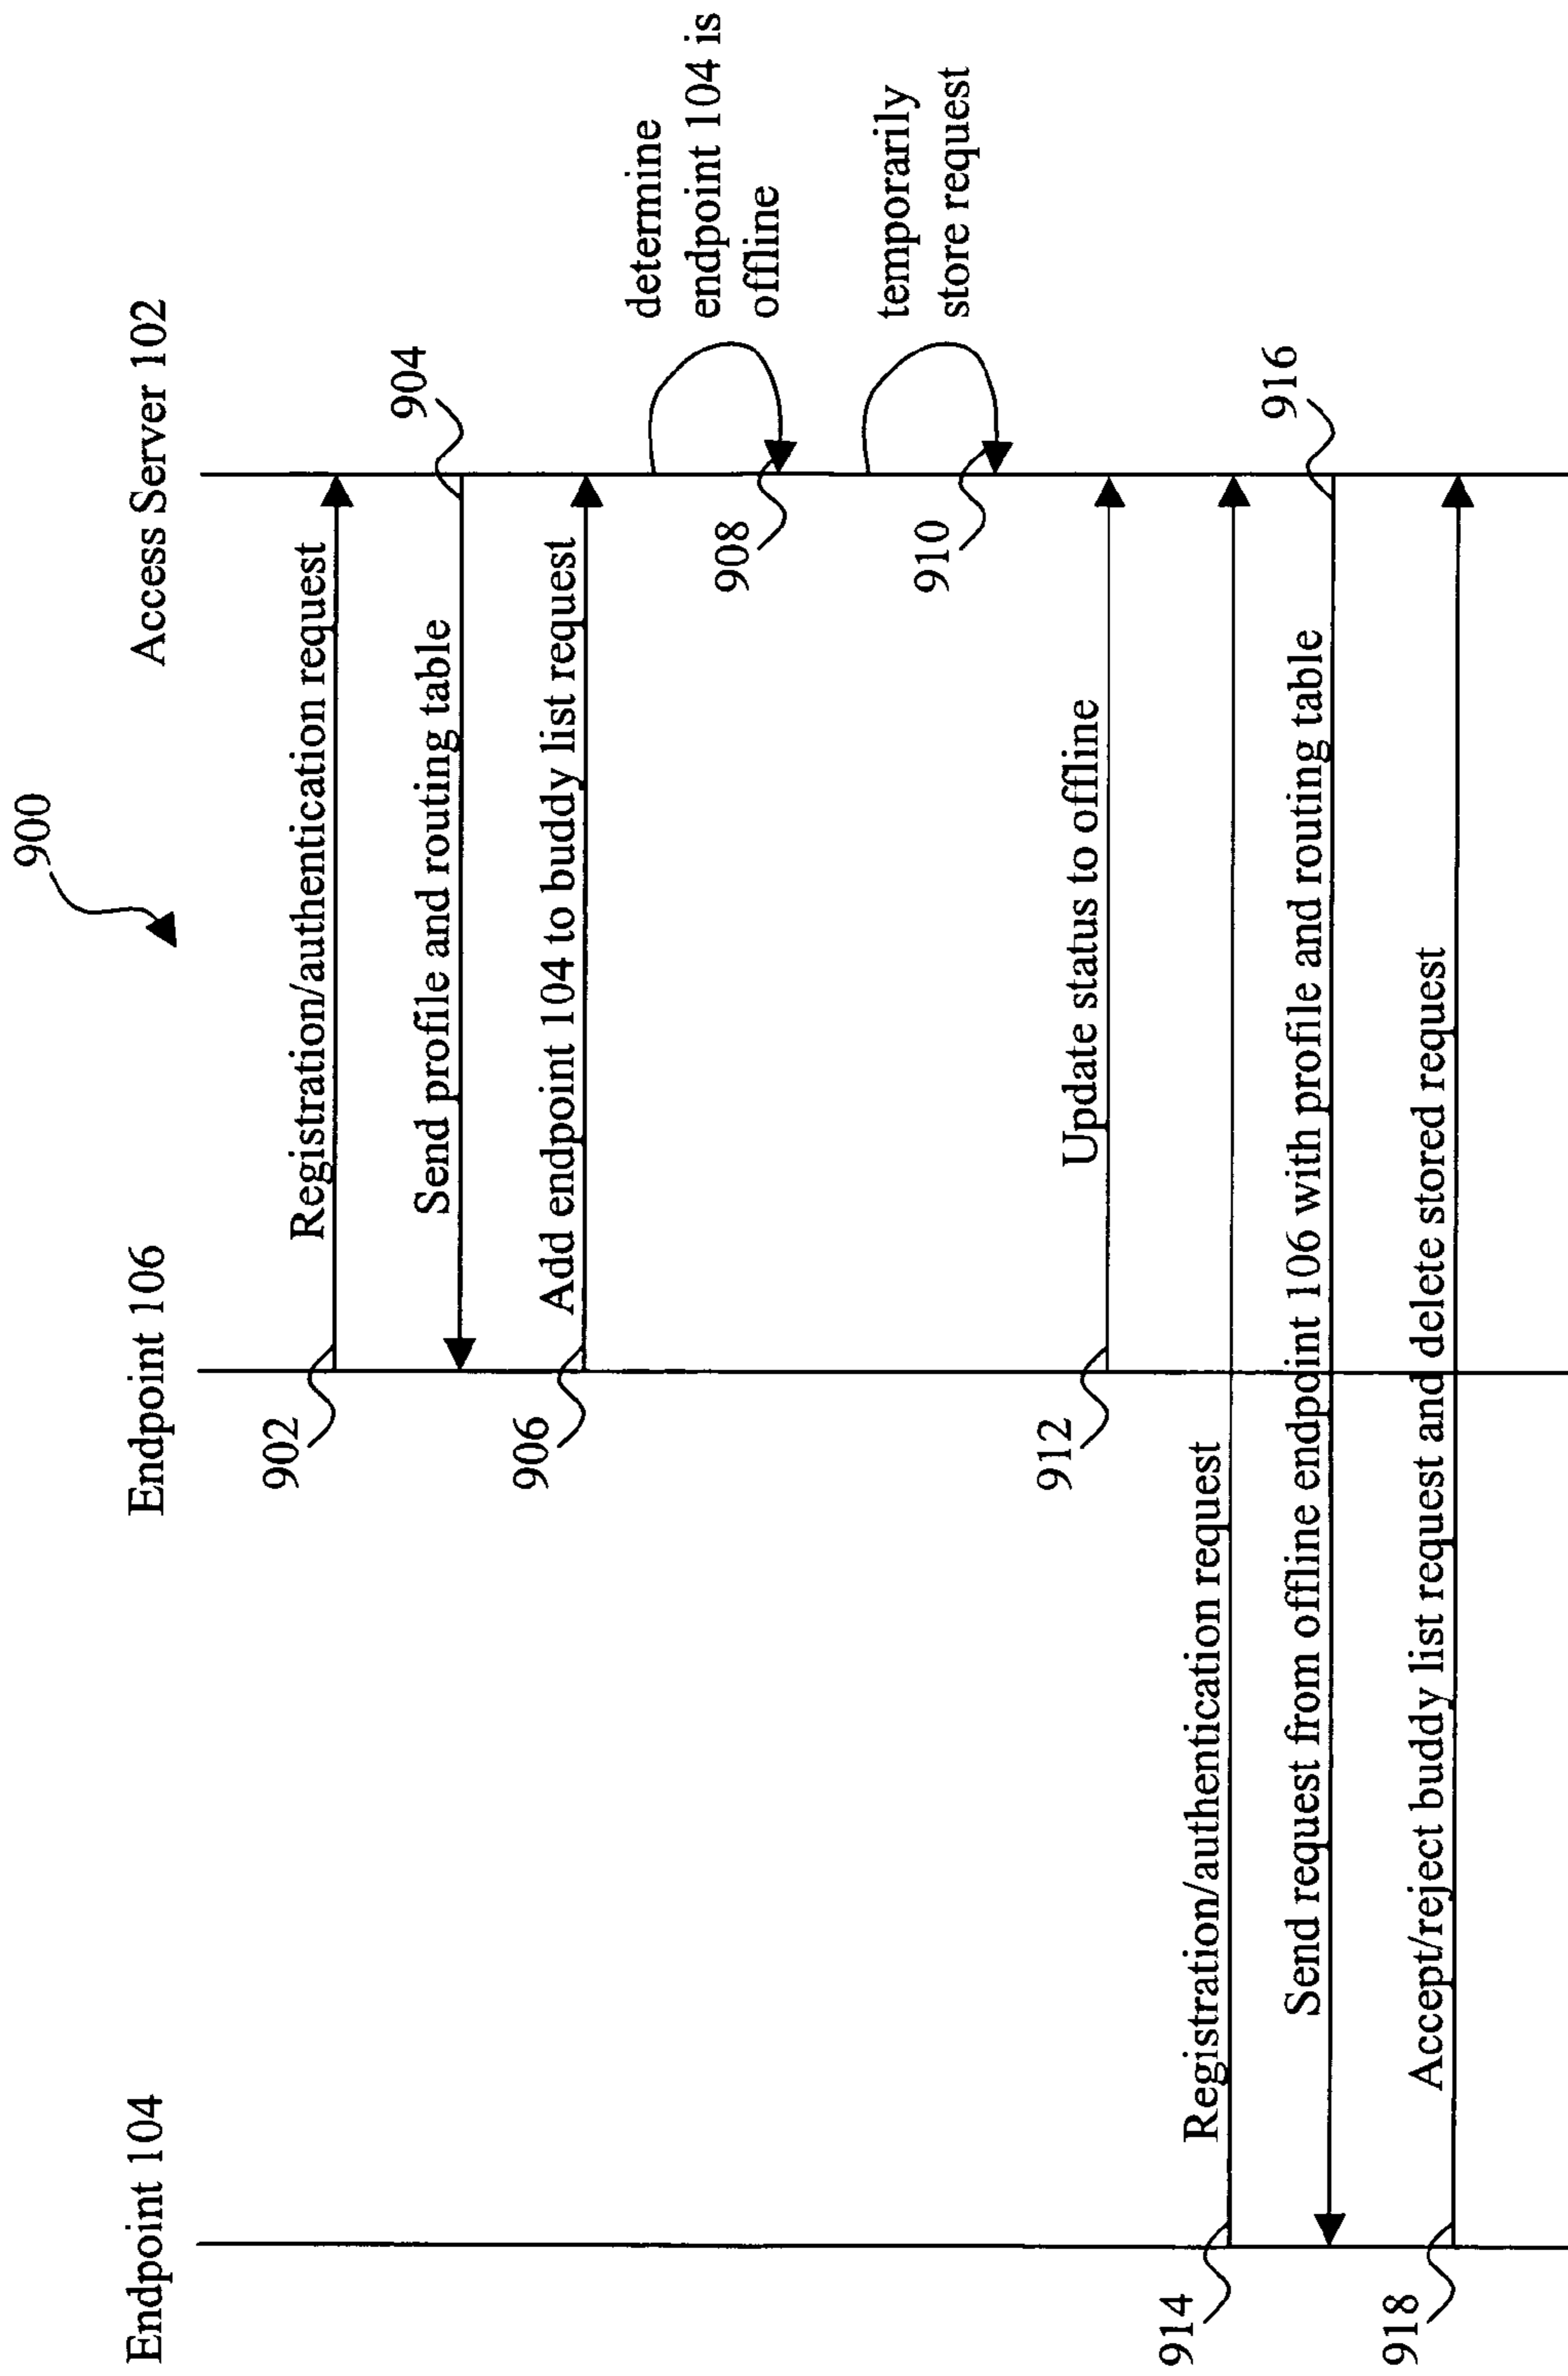 900
Endpoint 104
Endpoint 106
Access Server 102
902
Registration/authentication request
904
Send profile and routing table
906
Add endpoint 104 to buddy list request
908
determine
endpoint 104 is
offline
910
temporarily
store request
912
Update status to offline
914
Registration/authentication request
916
Send request from offline endpoint 106 with profile and routing table
918
Accept/reject buddy list request and delete stored request